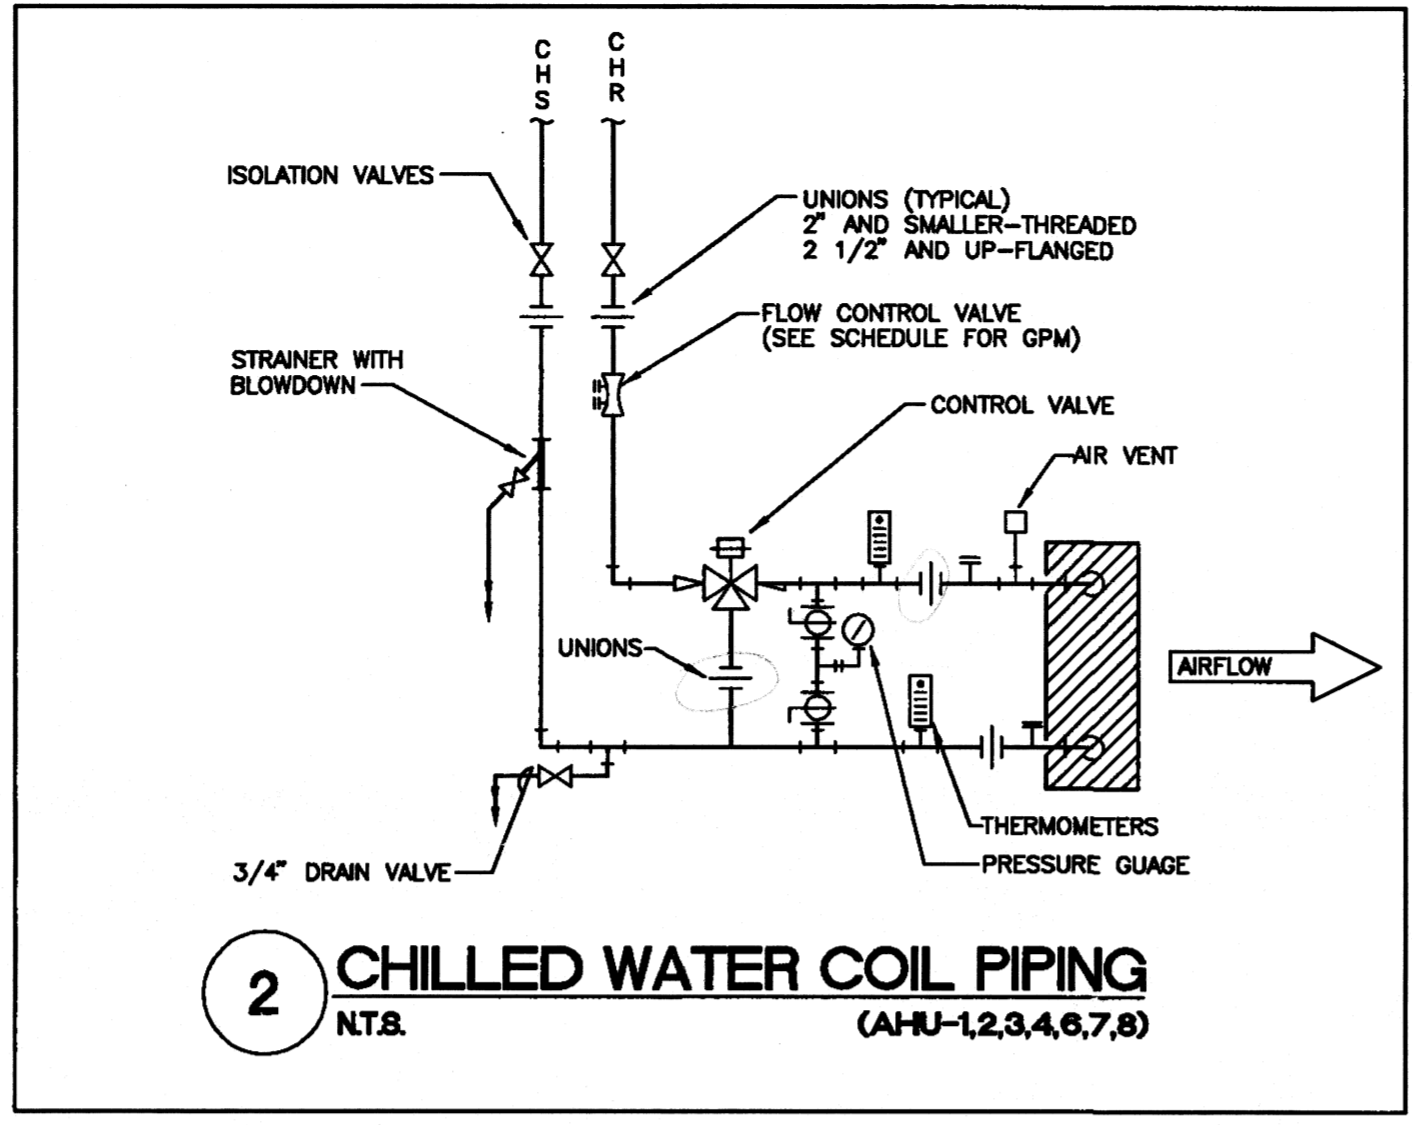 CHS
CHR
ISOLATION VALVES
UNIONS (TYPICAL)
2" AND SMALLER-THREADED
2 1/2" AND UP-FLANGED
FLOW CONTROL VALVE
(SEE SCHEDULE FOR GPM)
STRAINER WITH
BLOWDOWN
CONTROL VALVE
AIR VENT
UNIONS
AIRFLOW
THERMOMETERS
PRESSURE GUAGE
3/4" DRAIN VALVE
2
CHILLED WATER COIL PIPING
N.T.S.
(AHU-1,2,3,4,6,7,8)